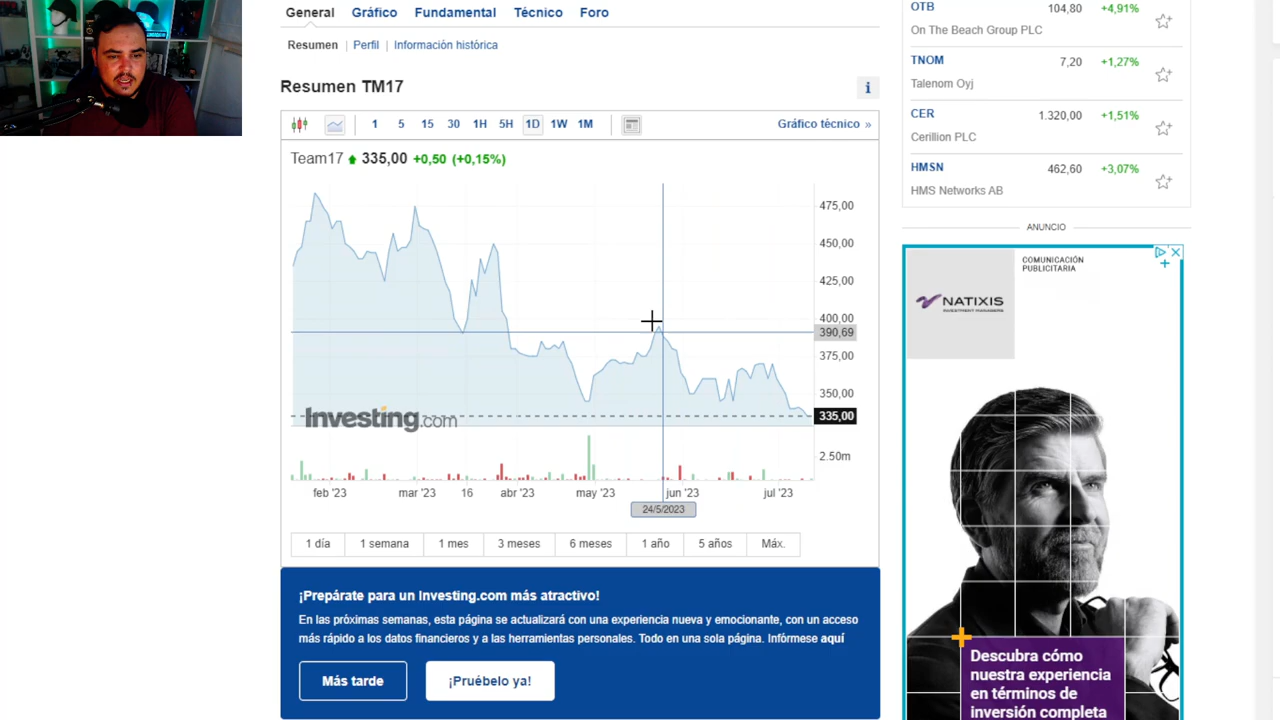 General Gráfico Fundamental Técnico Foro
Resumen Perfil Información histórica
Resumen TM17
i
1 5 15 30 1H 5H 1D 1W 1M
Gráfico técnico »
Team17 335,00 +0,50 (+0,15%)
475,00
450,00
425,00
400,00
390,69
375,00
350,00
335,00
Investing.com
2.50m
feb '23 mar '23 16 abr '23 may '23 jun '23 jul '23
24/5/2023
1 día 1 semana 1 mes 3 meses 6 meses 1 año 5 años Máx.
¡Prepárate para un Investing.com más atractivo!
En las próximas semanas, esta página se actualizará con una experiencia nueva y emocionante, con un acceso
más rápido a los datos financieros y a las herramientas personales. Todo en una sola página. Infórmese aquí
Más tarde ¡Pruébelo ya!
OTB 104,80 +4,91%
On The Beach Group PLC
TNOM 7,20 +1,27%
Talenom Oyj
CER 1.320,00 +1,51%
Cerillion PLC
HMSN 462,60 +3,07%
HMS Networks AB
ANUNCIO
NATIXIS
INVESTMENT MANAGERS
COMUNICACIÓN
PUBLICITARIA
Descubra cómo
nuestra experiencia
en términos de
inversión completa